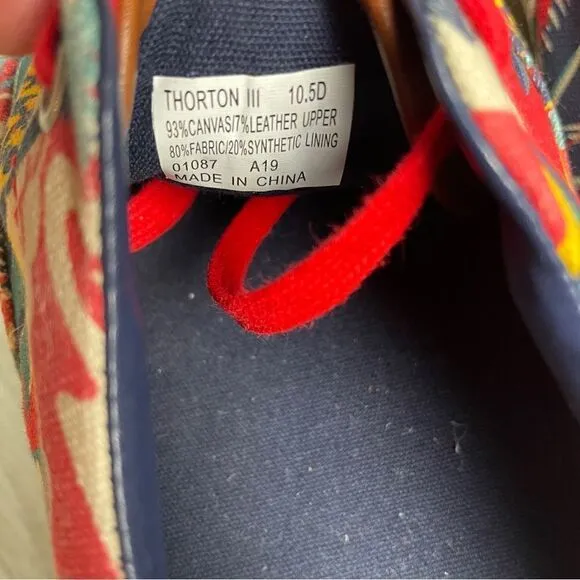 THORTON III 10.5D
93%CANVAS/7%LEATHER UPPER
80%FABRIC/20%SYNTHETIC LINING
01087 A19
MADE IN CHINA